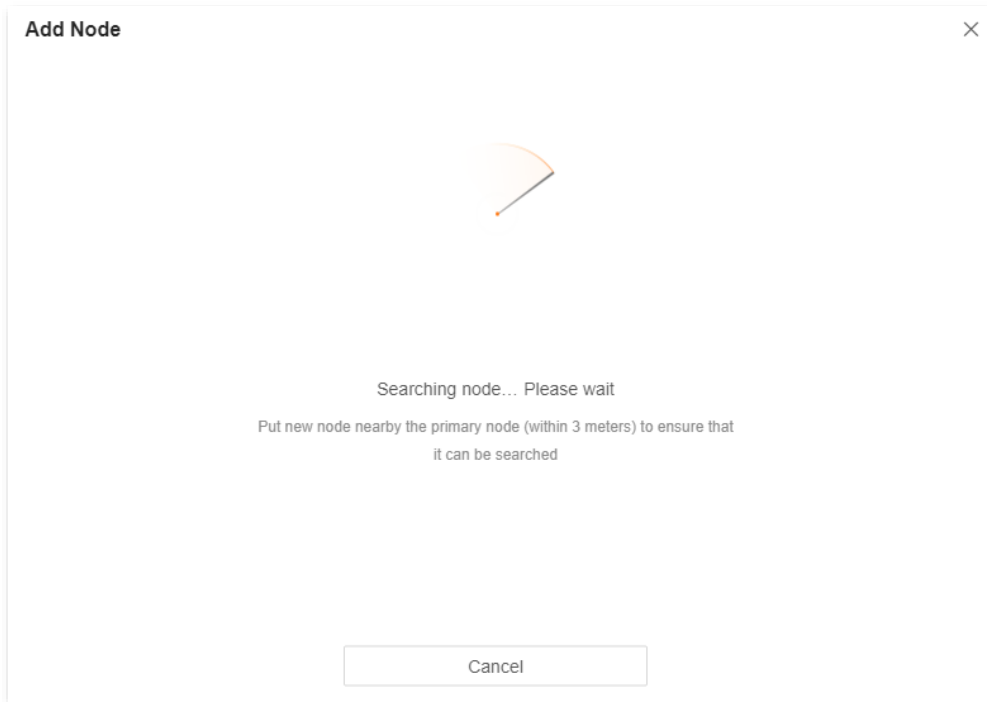 Add Node
Searching node... Please wait
Put new node nearby the primary node (within 3 meters) to ensure that
it can be searched
Cancel